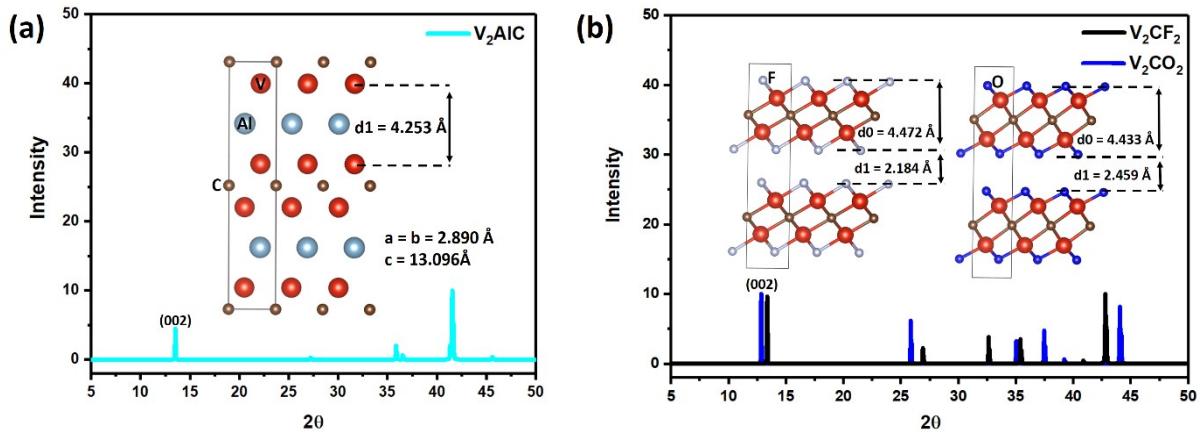 (a)
50
40
30
20
10
0
Intensity
V₂AlC
V
Al
C
d1 = 4.253 Å
a = b = 2.890 Å
c = 13.096Å
(002)
5 10 15 20 25 30 35 40 45 50
2θ
(b)
50
40
30
20
10
0
Intensity
V₂CF₂
V₂CO₂
F
O
d0 = 4.472 Å
d1 = 2.184 Å
d0 = 4.433 Å
d1 = 2.459 Å
(002)
5 10 15 20 25 30 35 40 45 50
2θ